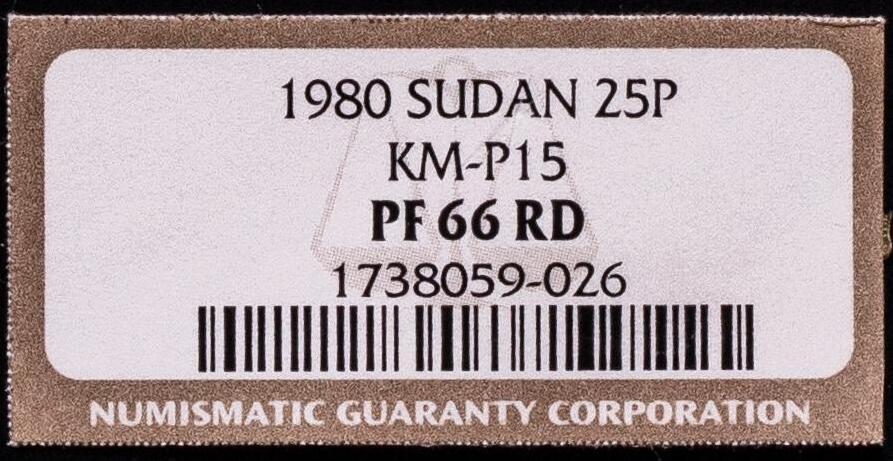 1980 SUDAN 25P
KM-P15
PF 66 RD
1738059-026
NUMISMATIC GUARANTY CORPORATION